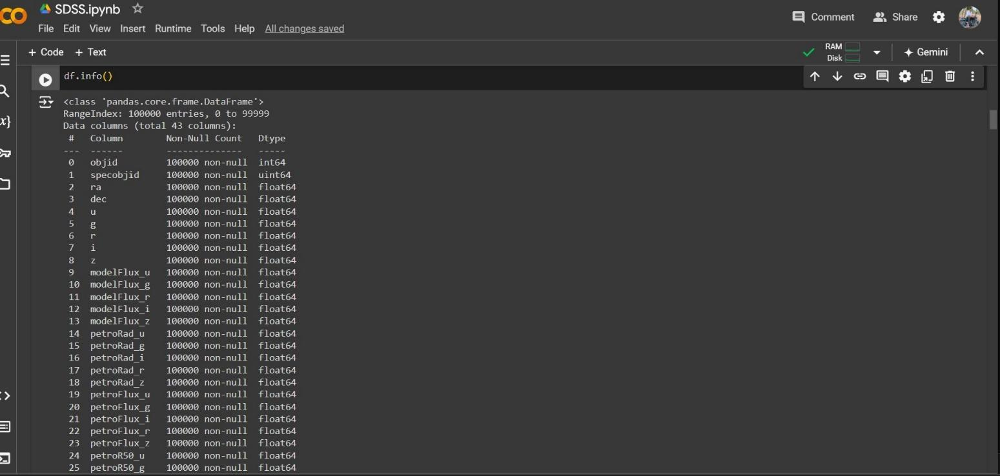 SDSS.ipynb
File Edit View Insert Runtime Tools Help All changes saved
Comment Share
+ Code + Text
RAM
Disk
Gemini
df.info()
<class 'pandas.core.frame.DataFrame'>
RangeIndex: 100000 entries, 0 to 99999
Data columns (total 43 columns):
 #   Column        Non-Null Count   Dtype
---  ------        --------------   -----
 0   objid         100000 non-null  int64
 1   specobjid     100000 non-null  uint64
 2   ra            100000 non-null  float64
 3   dec           100000 non-null  float64
 4   u             100000 non-null  float64
 5   g             100000 non-null  float64
 6   r             100000 non-null  float64
 7   i             100000 non-null  float64
 8   z             100000 non-null  float64
 9   modelFlux_u   100000 non-null  float64
 10  modelFlux_g   100000 non-null  float64
 11  modelFlux_r   100000 non-null  float64
 12  modelFlux_i   100000 non-null  float64
 13  modelFlux_z   100000 non-null  float64
 14  petroRad_u    100000 non-null  float64
 15  petroRad_g    100000 non-null  float64
 16  petroRad_i    100000 non-null  float64
 17  petroRad_r    100000 non-null  float64
 18  petroRad_z    100000 non-null  float64
 19  petroFlux_u   100000 non-null  float64
 20  petroFlux_g   100000 non-null  float64
 21  petroFlux_i   100000 non-null  float64
 22  petroFlux_r   100000 non-null  float64
 23  petroFlux_z   100000 non-null  float64
 24  petroR50_u    100000 non-null  float64
 25  petroR50_g    100000 non-null  float64